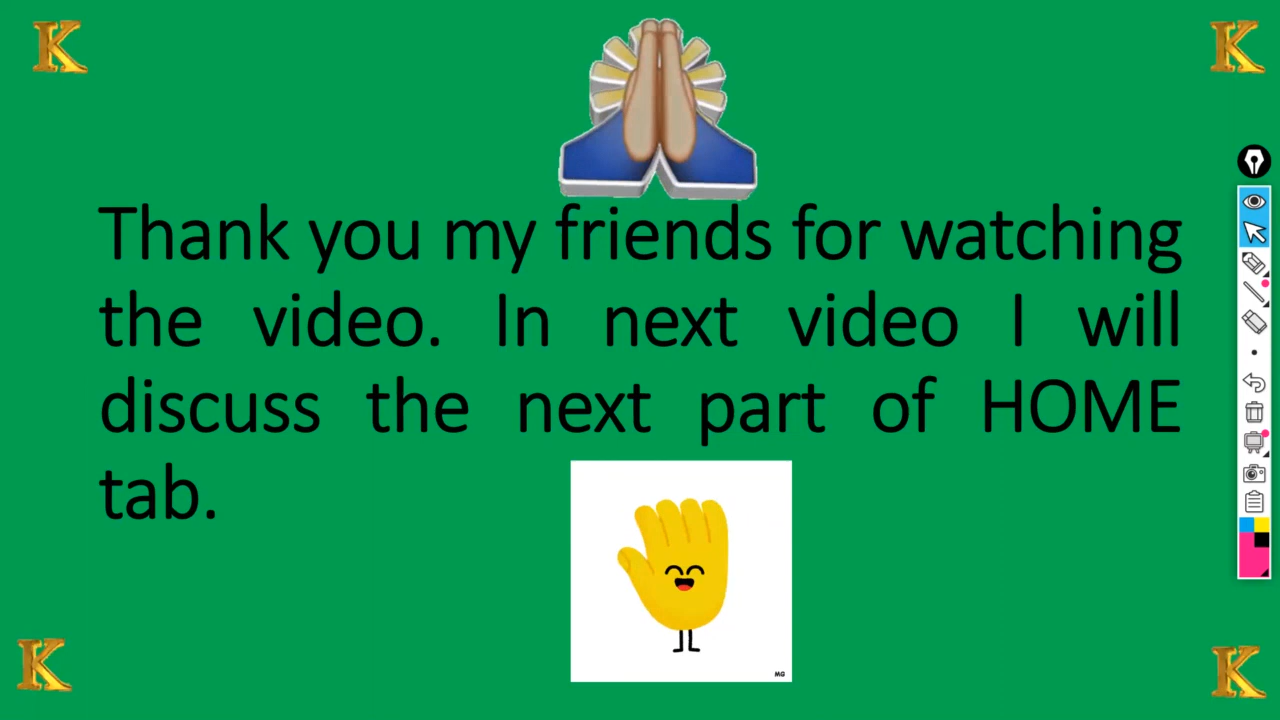 K K
Thank you my friends for watching
the video. In next video I will
discuss the next part of HOME
tab.
MG
K K